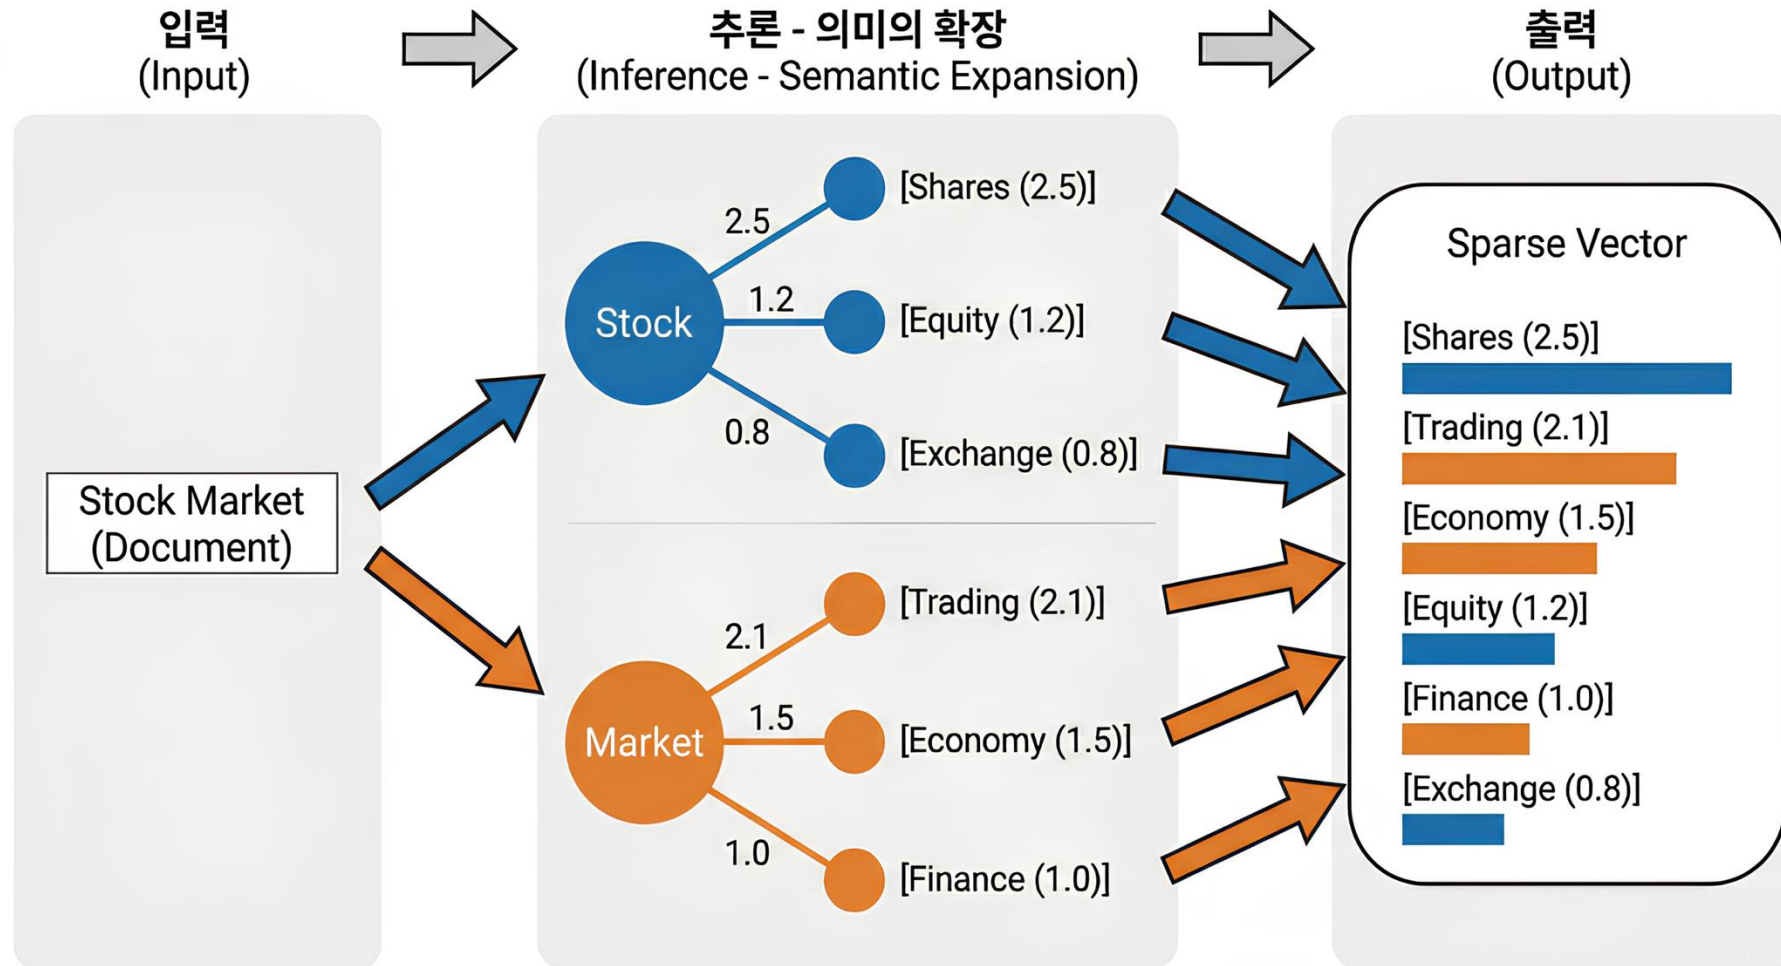 입력
(Input)
추론 - 의미의 확장
(Inference - Semantic Expansion)
출력
(Output)
Stock Market
(Document)
Stock
2.5
1.2
0.8
[Shares (2.5)]
[Equity (1.2)]
[Exchange (0.8)]
Market
2.1
1.5
1.0
[Trading (2.1)]
[Economy (1.5)]
[Finance (1.0)]
Sparse Vector
[Shares (2.5)]
[Trading (2.1)]
[Economy (1.5)]
[Equity (1.2)]
[Finance (1.0)]
[Exchange (0.8)]